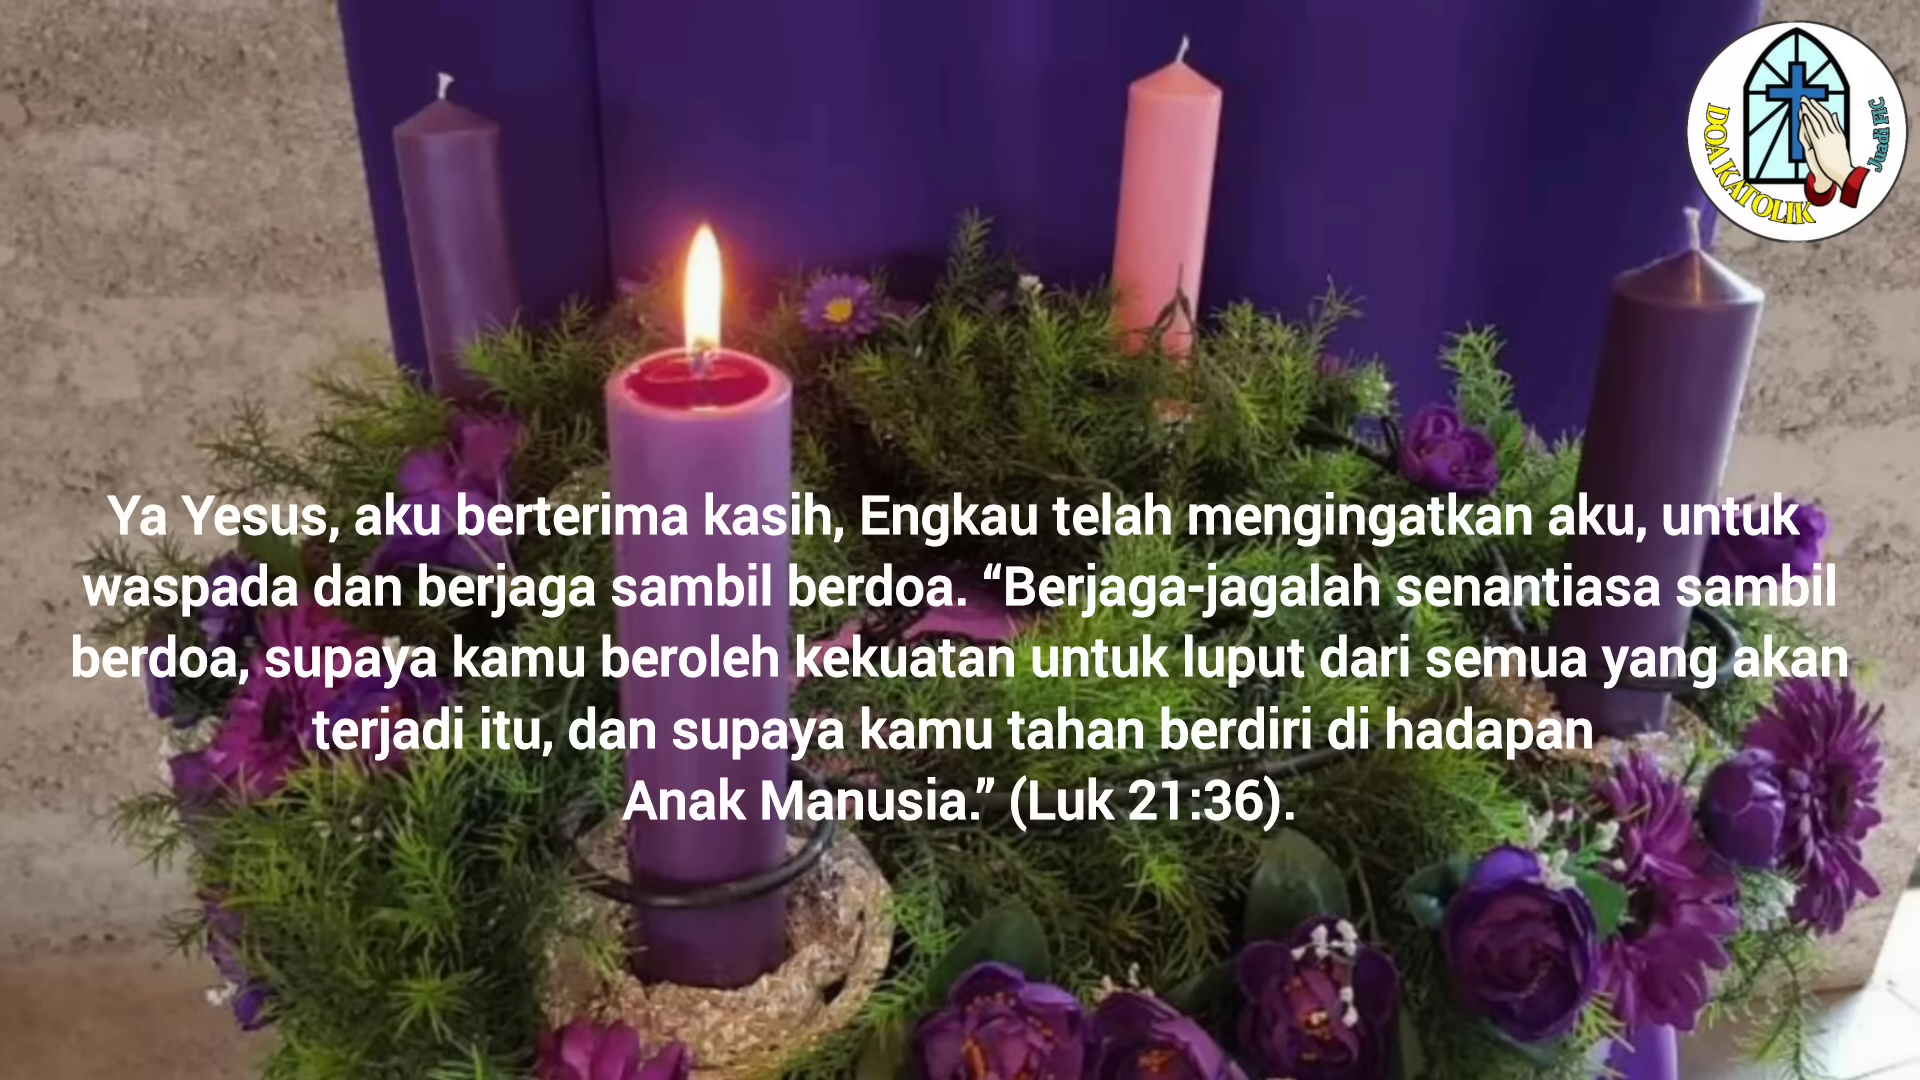 Ya Yesus, aku berterima kasih, Engkau telah mengingatkan aku, untuk
waspada dan berjaga sambil berdoa. “Berjaga-jagalah senantiasa sambil
berdoa, supaya kamu beroleh kekuatan untuk luput dari semua yang akan
terjadi itu, dan supaya kamu tahan berdiri di hadapan
Anak Manusia.” (Luk 21:36).
DOA KATOLIK
Juadi FIC